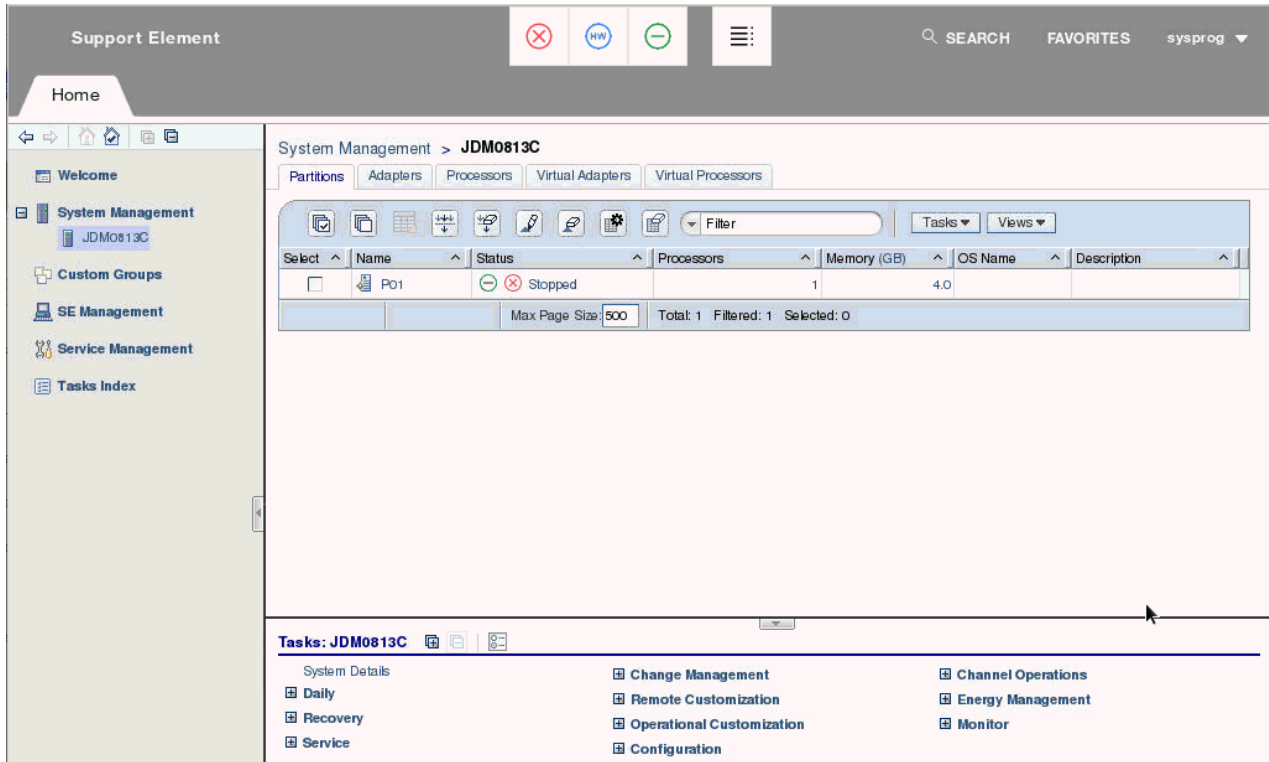 Support Element
HW
SEARCH FAVORITES sysprog
Home
System Management > JDM0813C
Welcome
Partitions Adapters Processors Virtual Adapters Virtual Processors
System Management
JDM0813C
Filter Tasks Views
Select Name Status Processors Memory (GB) OS Name Description
Custom Groups
P01 Stopped 1 4.0
SE Management
Max Page Size: 500 Total: 1 Filtered: 1 Selected: 0
Service Management
Tasks Index
Tasks: JDM0813C
System Details
Daily
Recovery
Service
Change Management
Remote Customization
Operational Customization
Configuration
Channel Operations
Energy Management
Monitor